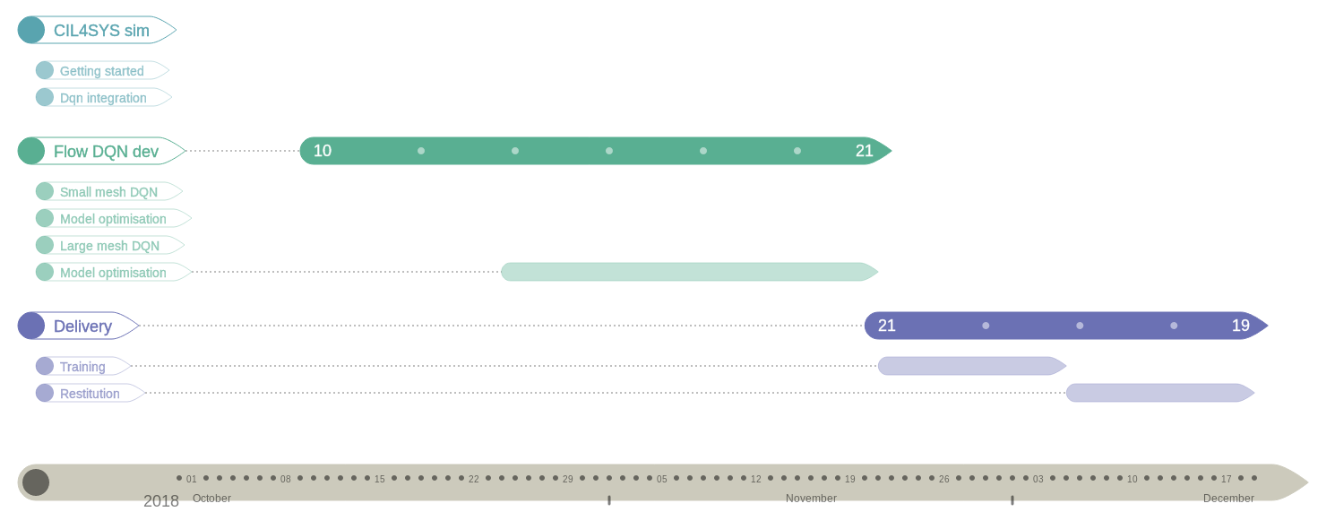 CIL4SYS sim
Getting started
Dqn integration
Flow DQN dev
10
21
Small mesh DQN
Model optimisation
Large mesh DQN
Model optimisation
Delivery
21
19
Training
Restitution
01 08 15 22 29 05 12 19 26 03 10 17
2018 October November December